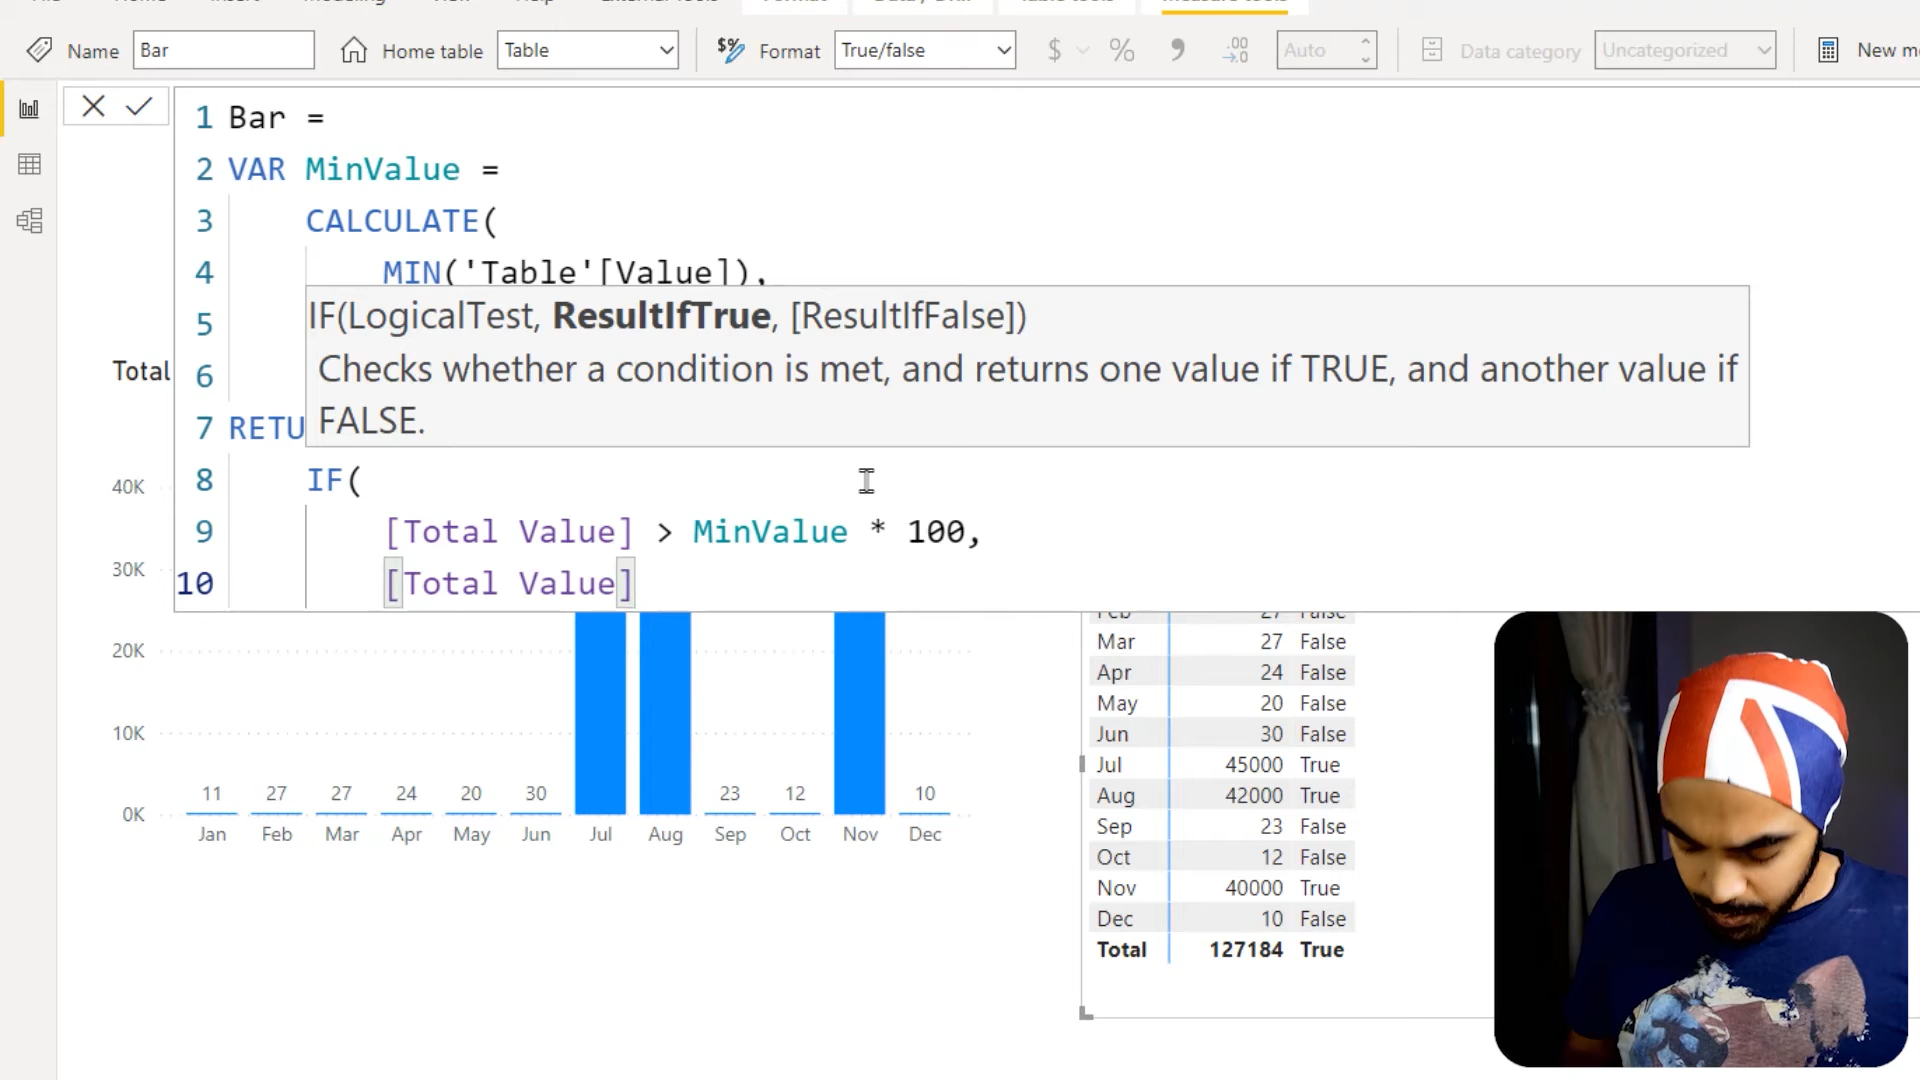 Name Bar Home table Table Format True/false $ % 9 .00 →.0 Auto Data category Uncategorized
1 Bar =
2 VAR MinValue =
3 CALCULATE(
4 MIN('Table'[Value]),
5
6
IF(LogicalTest, ResultIfTrue, [ResultIfFalse])
Checks whether a condition is met, and returns one value if TRUE, and another value if
FALSE.
7 RETU
8 IF(
9 [Total Value] > MinValue * 100,
10 [Total Value]
Total
40K
30K
20K
10K
0K
11 27 27 24 20 30 23 12 10
Jan Feb Mar Apr May Jun Jul Aug Sep Oct Nov Dec
Feb 27 False
Mar 27 False
Apr 24 False
May 20 False
Jun 30 False
Jul 45000 True
Aug 42000 True
Sep 23 False
Oct 12 False
Nov 40000 True
Dec 10 False
Total 127184 True